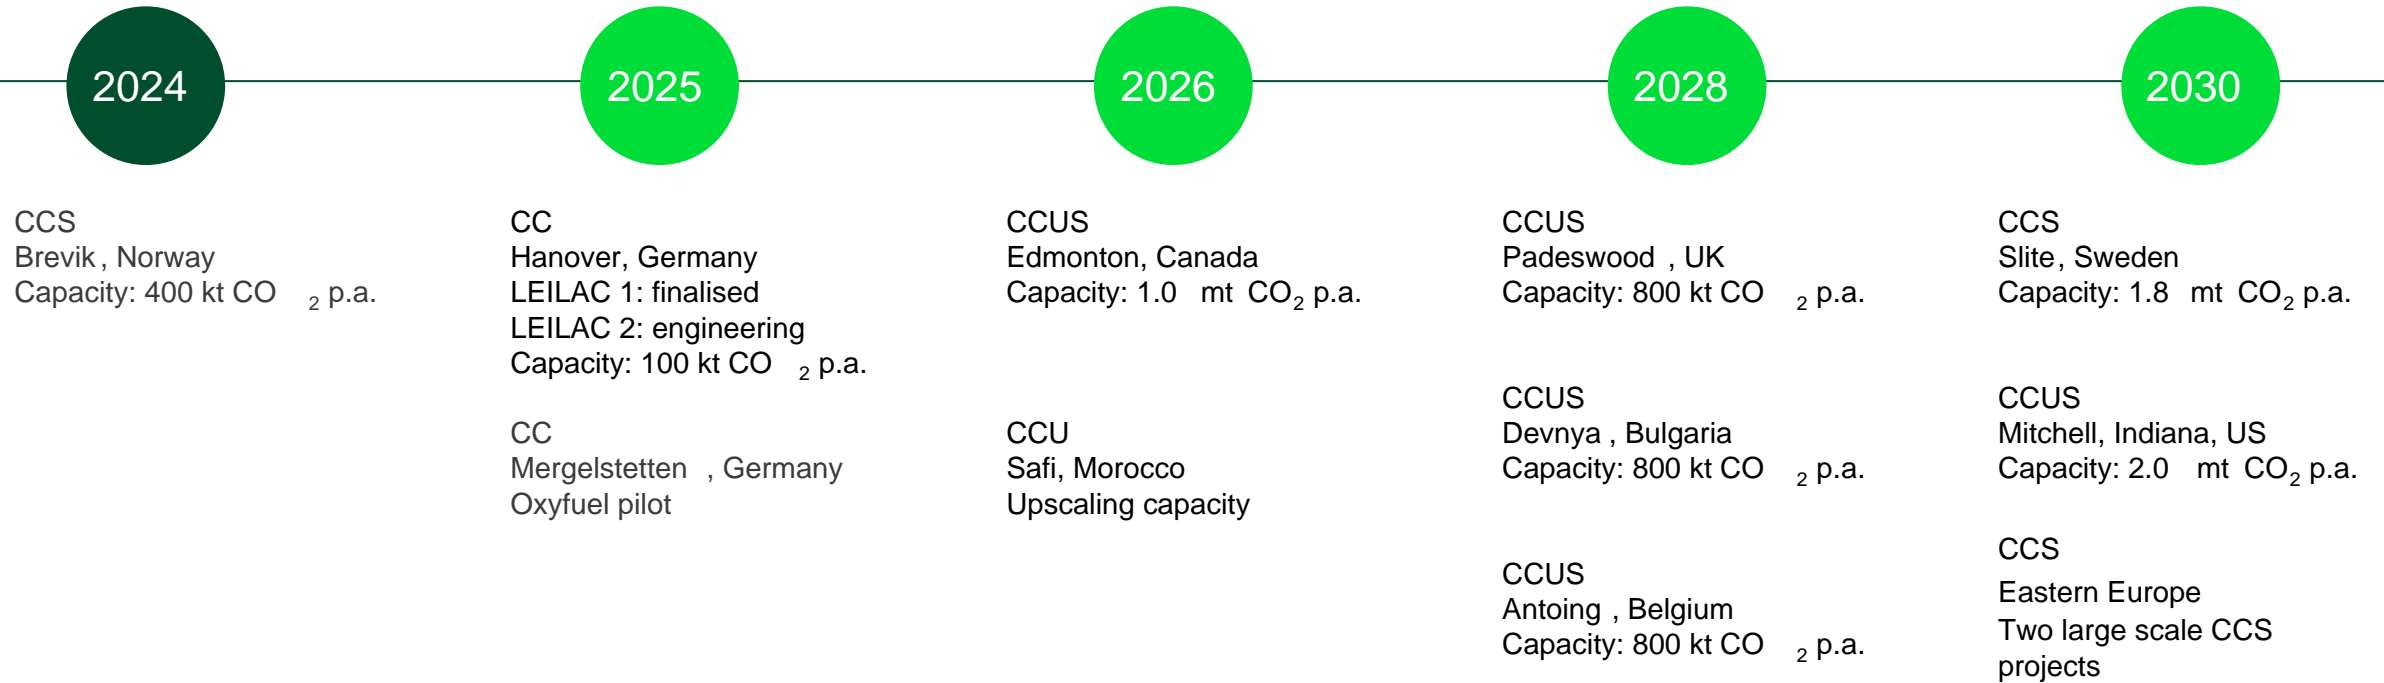 2024
2025
2026
2028
2030
CCS
Brevik, Norway
Capacity: 400 kt CO₂ p.a.
CC
Hanover, Germany
LEILAC 1: finalised
LEILAC 2: engineering
Capacity: 100 kt CO₂ p.a.
CC
Mergelstetten, Germany
Oxyfuel pilot
CCUS
Edmonton, Canada
Capacity: 1.0 mt CO₂ p.a.
CCU
Safi, Morocco
Upscaling capacity
CCUS
Padeswood, UK
Capacity: 800 kt CO₂ p.a.
CCUS
Devnya, Bulgaria
Capacity: 800 kt CO₂ p.a.
CCUS
Antoing, Belgium
Capacity: 800 kt CO₂ p.a.
CCS
Slite, Sweden
Capacity: 1.8 mt CO₂ p.a.
CCUS
Mitchell, Indiana, US
Capacity: 2.0 mt CO₂ p.a.
CCS
Eastern Europe
Two large scale CCS
projects